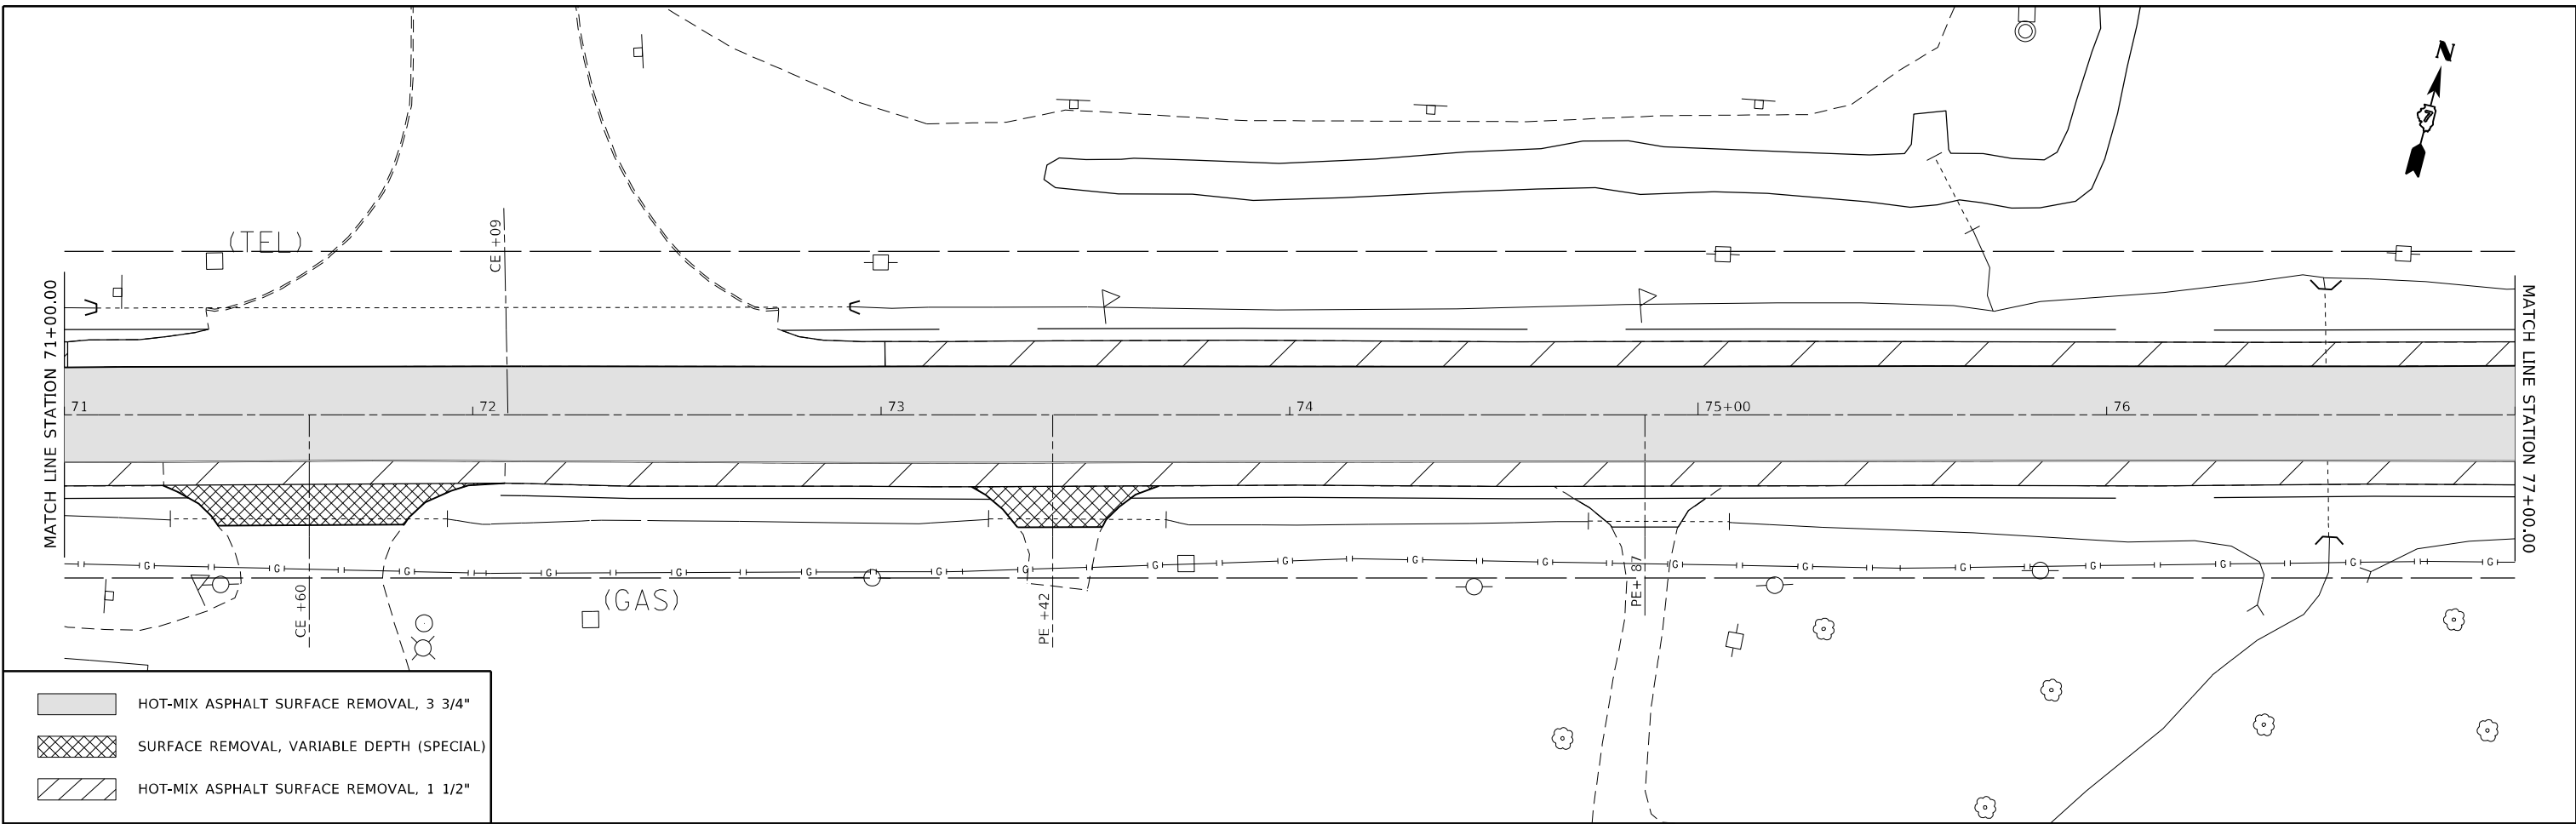 N
7
(TEL)
CE +09
MATCH LINE STATION 71+00.00
MATCH LINE STATION 77+00.00
71
72
73
74
75+00
76
G G G G G G G G G G G G G G G G G G G
CE +60
(GAS)
PE +42
PE+ 87
HOT-MIX ASPHALT SURFACE REMOVAL, 3 3/4"
SURFACE REMOVAL, VARIABLE DEPTH (SPECIAL)
HOT-MIX ASPHALT SURFACE REMOVAL, 1 1/2"